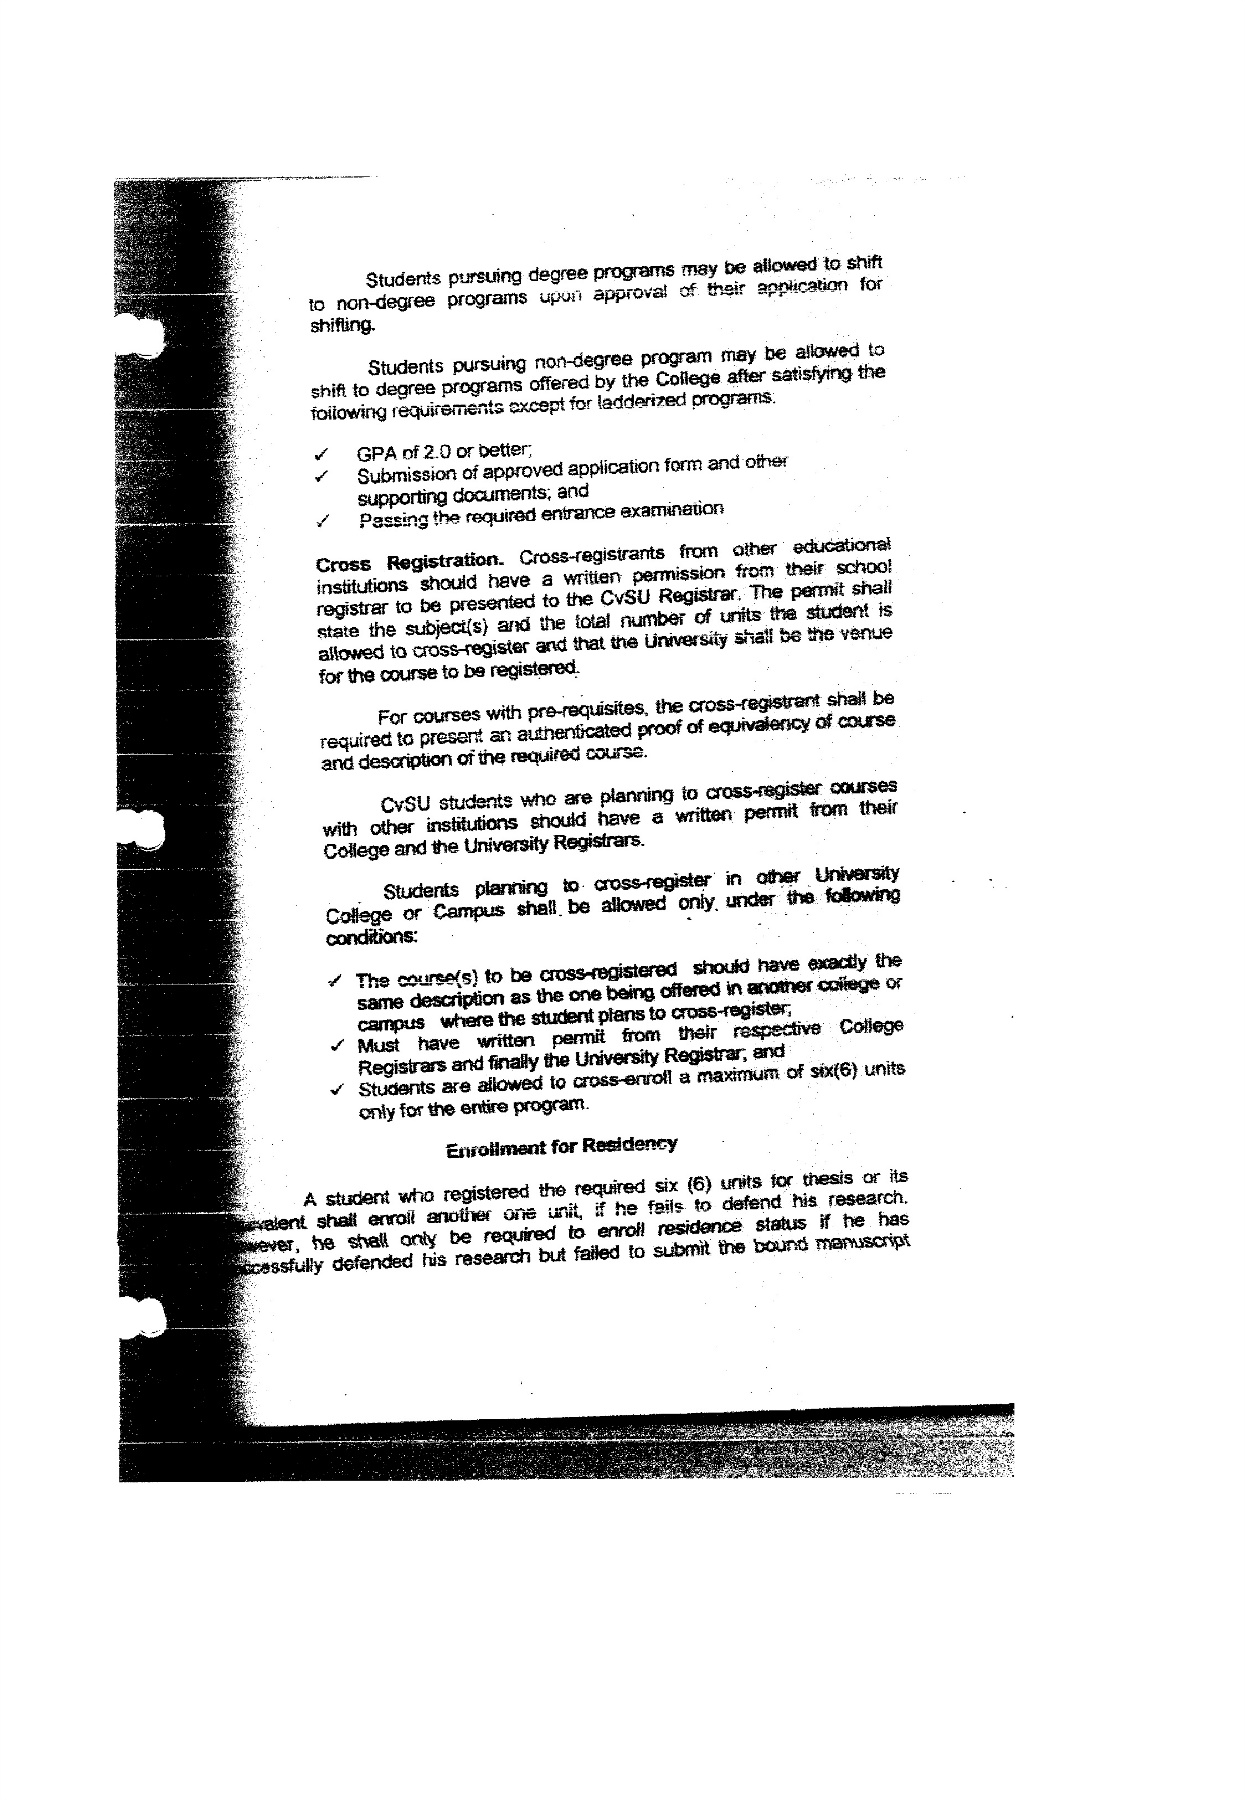 Students pursuing degree programs may be allowed to shift
to non-degree programs upon approval of their application for
shifting.
Students pursuing non-degree program may be allowed to
shift to degree programs offered by the College after satisfying the
following requirements except for ladderized programs:
✓ GPA of 2.0 or better;
✓ Submission of approved application form and other
supporting documents; and
✓ Passing the required entrance examination
Cross Registration. Cross-registrants from other educational
institutions should have a written permission from their school
registrar to be presented to the CvSU Registrar. The permit shall
state the subject(s) and the total number of units the student is
allowed to cross-register and that the University shall be the venue
for the course to be registered.
For courses with pre-requisites, the cross-registrant shall be
required to present an authenticated proof of equivalency of course
and description of the required course.
CvSU students who are planning to cross-register courses
with other institutions should have a written permit from their
College and the University Registrars.
Students planning to cross-register in other University
College or Campus shall be allowed only under the following
conditions:
✓ The course(s) to be cross-registered should have exactly the
same description as the one being offered in another college or
campus where the student plans to cross-register;
✓ Must have written permit from their respective College
Registrars and finally the University Registrar; and
✓ Students are allowed to cross-enroll a maximum of six(6) units
only for the entire program.
Enrollment for Residency
A student who registered the required six (6) units for thesis or its
valent shall enroll another one unit, if he fails to defend his research.
wever, he shall only be required to enroll residence status if he has
ccessfully defended his research but failed to submit the bound manuscript